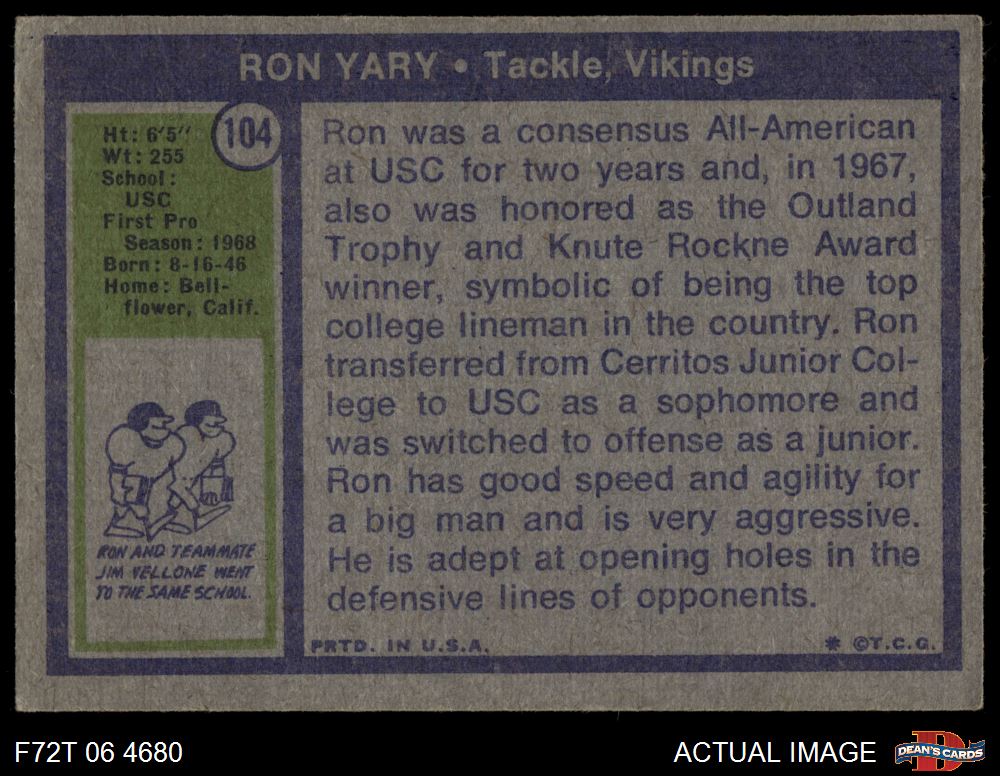 RON YARY • Tackle, Vikings
104
Ht: 6'5"
Wt: 255
School:
USC
First Pro
Season: 1968
Born: 8-16-46
Home: Bell-
flower, Calif.
RON AND TEAMMATE
JIM VELLONE WENT
TO THE SAME SCHOOL.
Ron was a consensus All-American
at USC for two years and, in 1967,
also was honored as the Outland
Trophy and Knute Rockne Award
winner, symbolic of being the top
college lineman in the country. Ron
transferred from Cerritos Junior Col-
lege to USC as a sophomore and
was switched to offense as a junior.
Ron has good speed and agility for
a big man and is very aggressive.
He is adept at opening holes in the
defensive lines of opponents.
PRTD. IN U.S.A.
* ©T.C.G.
F72T 06 4680
ACTUAL IMAGE
DEAN'S CARDS